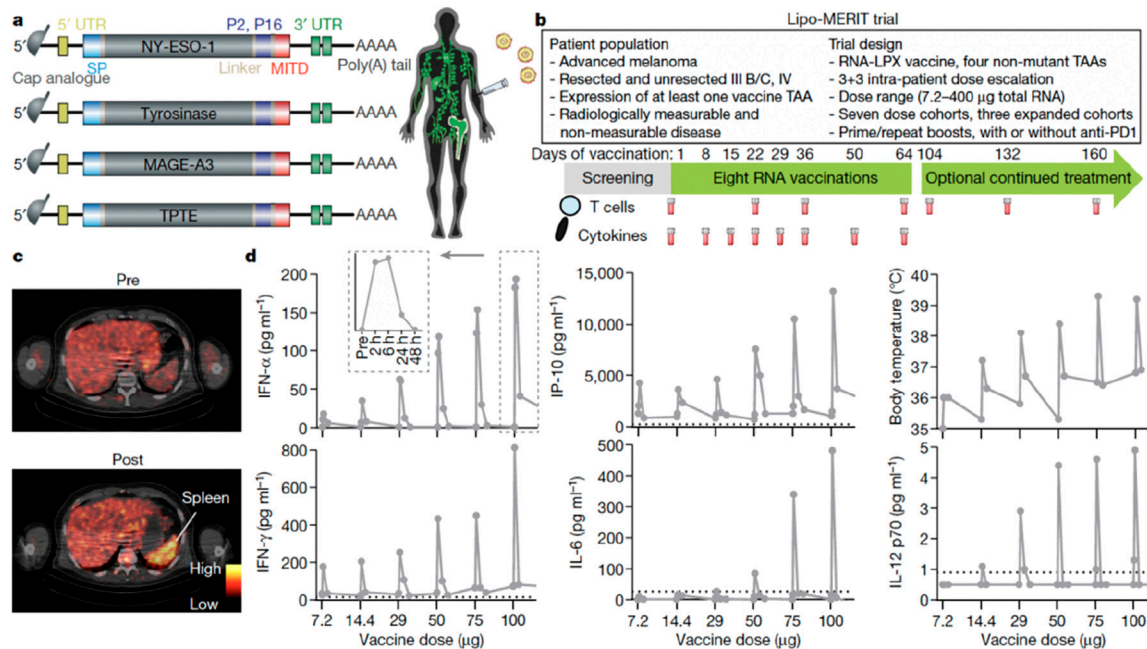 a
5′ UTR
P2, P16
3′ UTR
5′
NY-ESO-1
AAAA
Cap analogue
SP
Linker
MITD
Poly(A) tail
5′
Tyrosinase
AAAA
5′
MAGE-A3
AAAA
5′
TPTE
AAAA
b
Lipo-MERIT trial
Patient population
- Advanced melanoma
- Resected and unresected III B/C, IV
- Expression of at least one vaccine TAA
- Radiologically measurable and
non-measurable disease
Trial design
- RNA-LPX vaccine, four non-mutant TAAs
- 3+3 intra-patient dose escalation
- Dose range (7.2–400 μg total RNA)
- Seven dose cohorts, three expanded cohorts
- Prime/repeat boosts, with or without anti-PD1
Days of vaccination: 1 8 15 22 29 36 50 64 104 132 160
Screening
Eight RNA vaccinations
Optional continued treatment
T cells
Cytokines
c
Pre
Post
Spleen
High
Low
d
IFN-α (pg ml⁻¹)
200
150
100
50
0
Pre
2 h
6 h
24 h
48 h
IP-10 (pg ml⁻¹)
15,000
10,000
5,000
0
Body temperature (°C)
40
39
38
37
36
35
IFN-γ (pg ml⁻¹)
800
600
400
200
0
7.2 14.4 29 50 75 100
Vaccine dose (μg)
IL-6 (pg ml⁻¹)
500
400
300
200
100
0
7.2 14.4 29 50 75 100
Vaccine dose (μg)
IL-12 p70 (pg ml⁻¹)
5
4
3
2
1
0
7.2 14.4 29 50 75 100
Vaccine dose (μg)